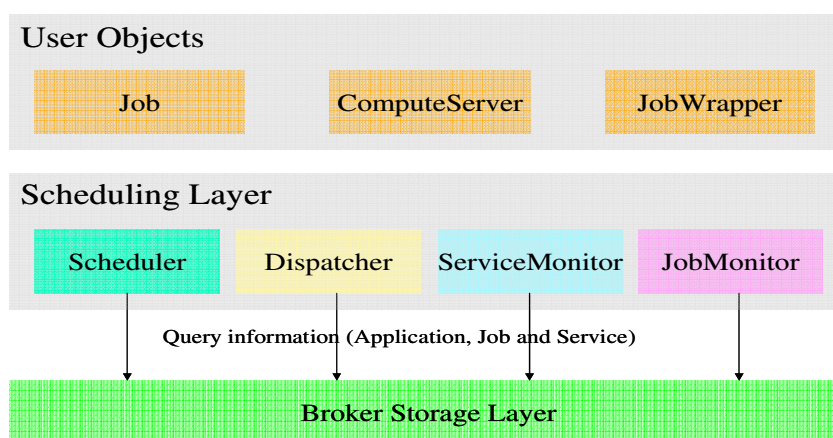 User Objects
Job
ComputeServer
JobWrapper
Scheduling Layer
Scheduler
Dispatcher
ServiceMonitor
JobMonitor
Query information (Application, Job and Service)
Broker Storage Layer